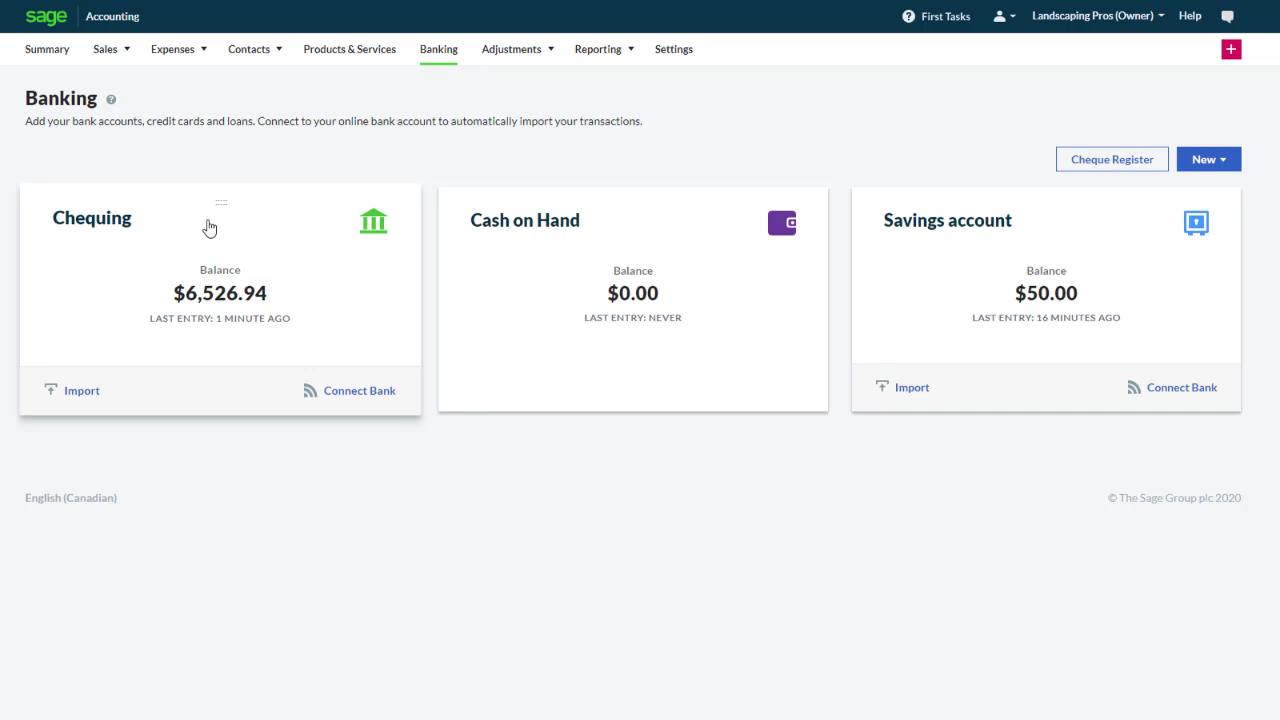 sage Accounting First Tasks Landscaping Pros (Owner) Help
Summary Sales Expenses Contacts Products & Services Banking Adjustments Reporting Settings
Banking
Add your bank accounts, credit cards and loans. Connect to your online bank account to automatically import your transactions.
Cheque Register New
Chequing
Balance
$6,526.94
LAST ENTRY: 1 MINUTE AGO
Import Connect Bank
Cash on Hand
Balance
$0.00
LAST ENTRY: NEVER
Savings account
Balance
$50.00
LAST ENTRY: 16 MINUTES AGO
Import Connect Bank
English (Canadian) © The Sage Group plc 2020